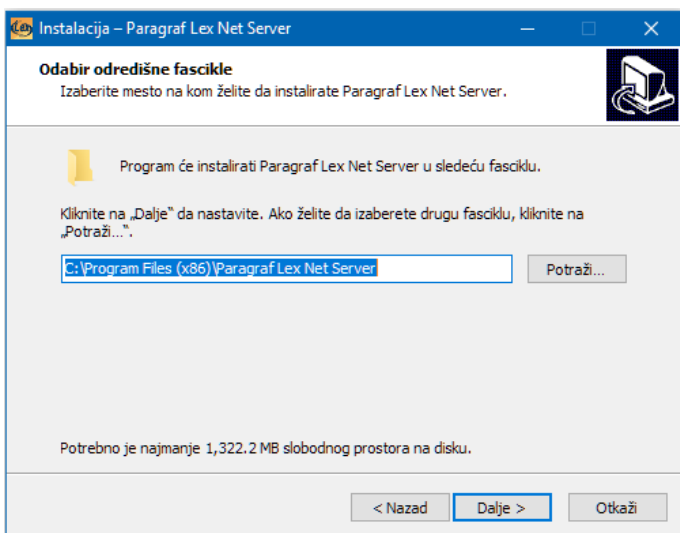 Lex Instalacija – Paragraf Lex Net Server
Odabir odredišne fascikle
Izaberite mesto na kom želite da instalirate Paragraf Lex Net Server.
Program će instalirati Paragraf Lex Net Server u sledeću fasciklu.
Kliknite na „Dalje“ da nastavite. Ako želite da izaberete drugu fasciklu, kliknite na
„Potraži...“.
C:\Program Files (x86)\Paragraf Lex Net Server
Potraži...
Potrebno je najmanje 1,322.2 MB slobodnog prostora na disku.
< Nazad
Dalje >
Otkaži